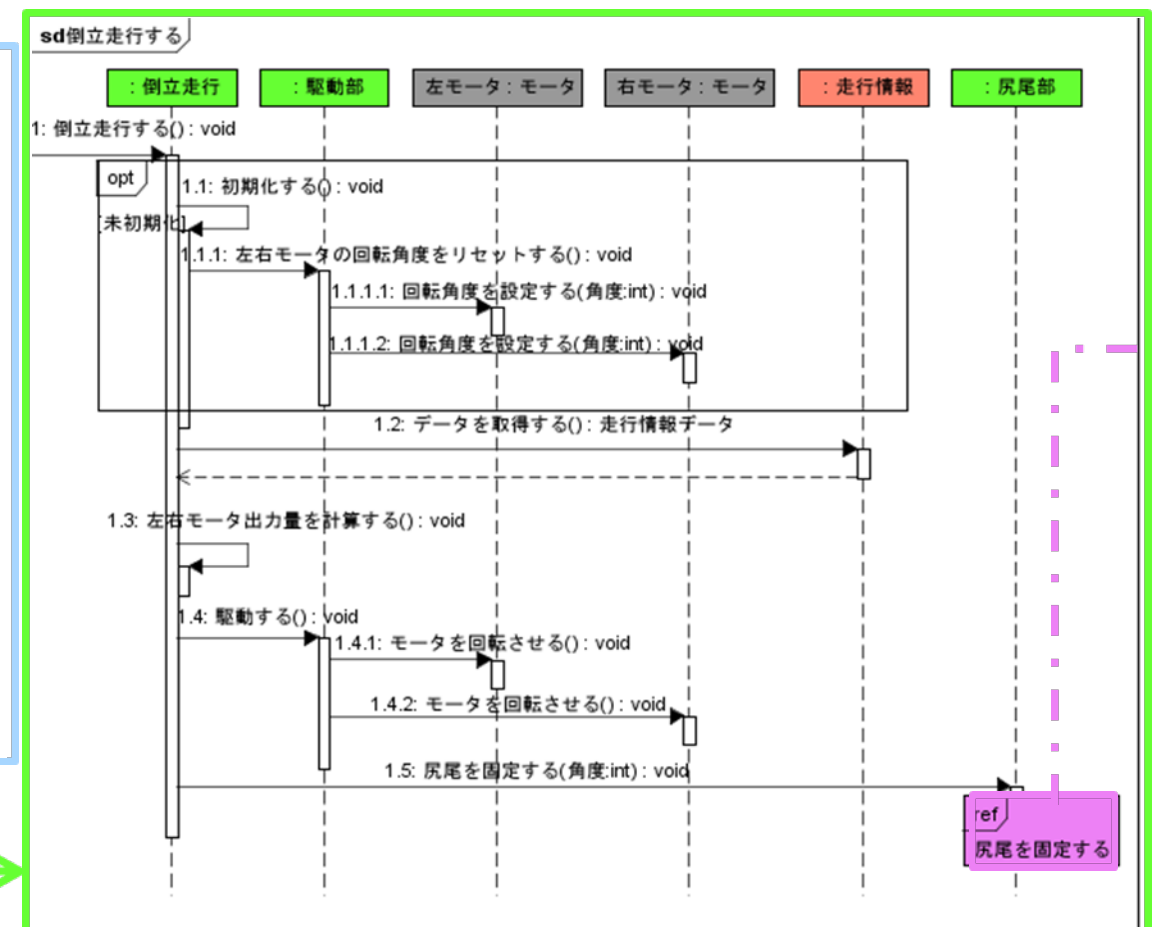 sd倒立走行する
: 倒立走行
: 駆動部
左モータ : モータ
右モータ : モータ
: 走行情報
: 尻尾部
1: 倒立走行する() : void
opt
1.1: 初期化する() : void
[未初期化]
1.1.1: 左右モータの回転角度をリセットする() : void
1.1.1.1: 回転角度を設定する(角度:int) : void
1.1.1.2: 回転角度を設定する(角度:int) : void
1.2: データを取得する() : 走行情報データ
1.3: 左右モータ出力量を計算する() : void
1.4: 駆動する() : void
1.4.1: モータを回転させる() : void
1.4.2: モータを回転させる() : void
1.5: 尻尾を固定する(角度:int) : void
ref
尻尾を固定する